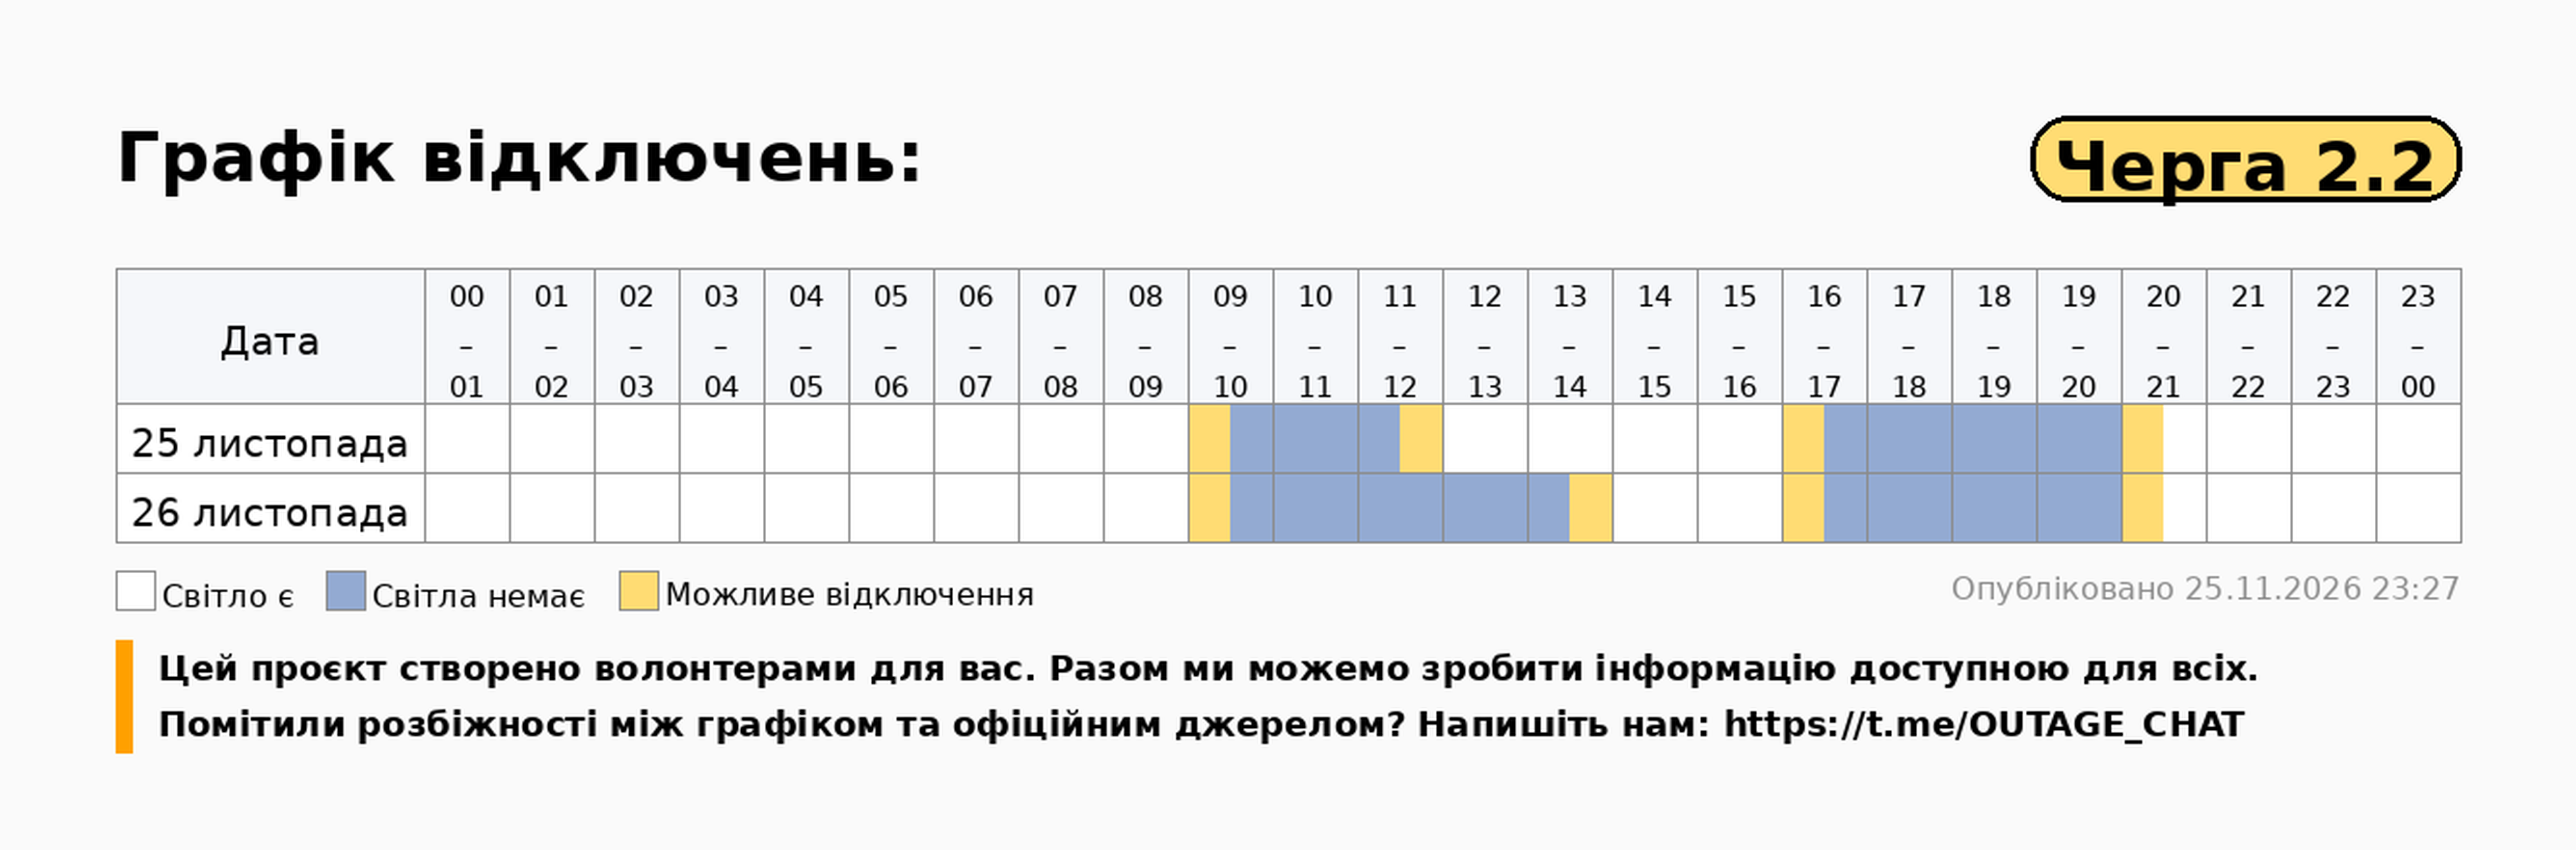 Графік відключень:
Черга 2.2
Дата 00 – 01 01 – 02 02 – 03 03 – 04 04 – 05 05 – 06 06 – 07 07 – 08 08 – 09 09 – 10 10 – 11 11 – 12 12 – 13 13 – 14 14 – 15 15 – 16 16 – 17 17 – 18 18 – 19 19 – 20 20 – 21 21 – 22 22 – 23 23 – 00
25 листопада
26 листопада
Світло є Світла немає Можливе відключення
Опубліковано 25.11.2026 23:27
Цей проєкт створено волонтерами для вас. Разом ми можемо зробити інформацію доступною для всіх.
Помітили розбіжності між графіком та офіційним джерелом? Напишіть нам: https://t.me/OUTAGE_CHAT